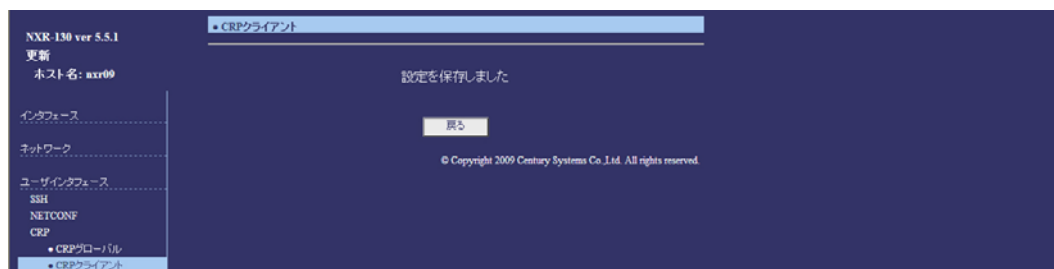 NXR-130 ver 5.5.1
更新
ホスト名: nxr09
インタフェース
ネットワーク
ユーザインタフェース
SSH
NETCONF
CRP
• CRPグローバル
• CRPクライアント
• CRPクライアント
設定を保存しました
戻る
© Copyright 2009 Century Systems Co.,Ltd. All rights reserved.